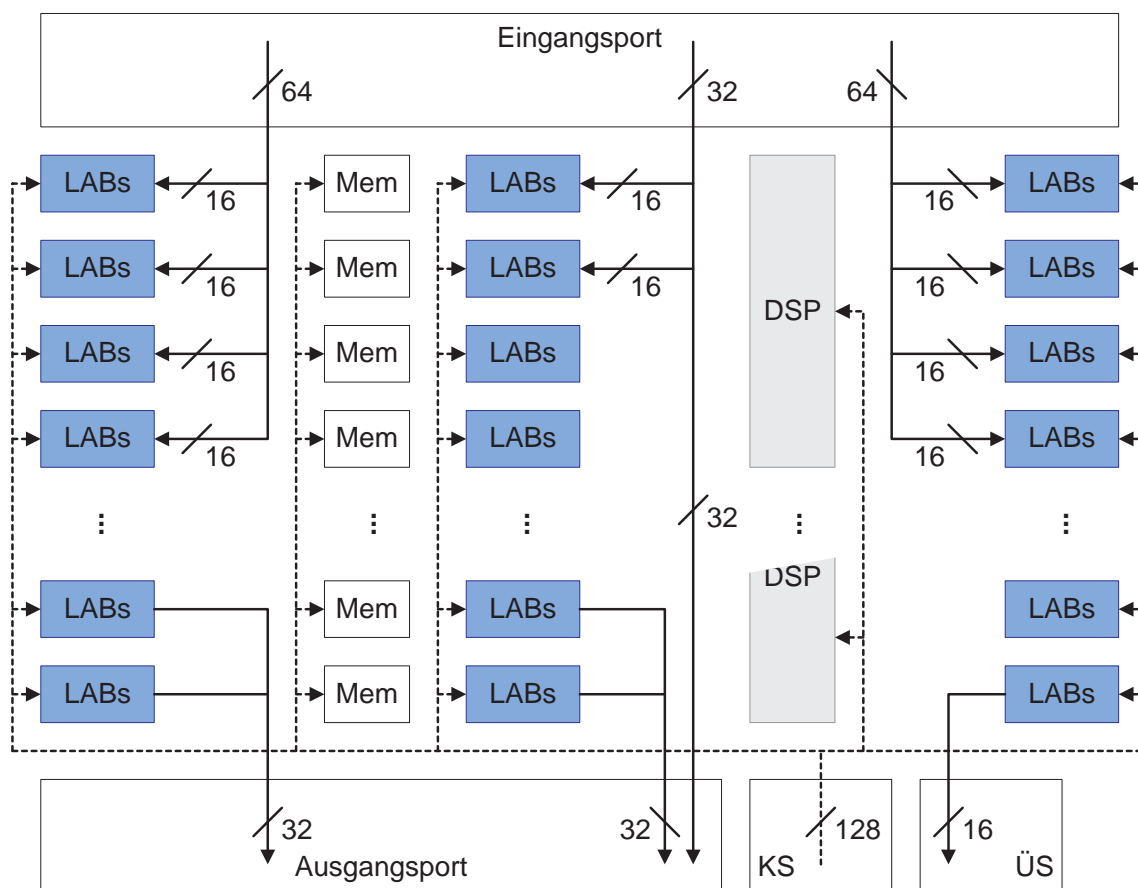 Eingangsport
64
32
64
LABs
16
Mem
LABs
16
16
LABs
LABs
16
Mem
LABs
16
DSP
16
LABs
LABs
16
Mem
LABs
16
LABs
LABs
16
Mem
LABs
16
LABs
...
...
...
32
...
...
LABs
Mem
LABs
DSP
LABs
LABs
Mem
LABs
LABs
32
32
128
16
Ausgangsport
KS
ÜS